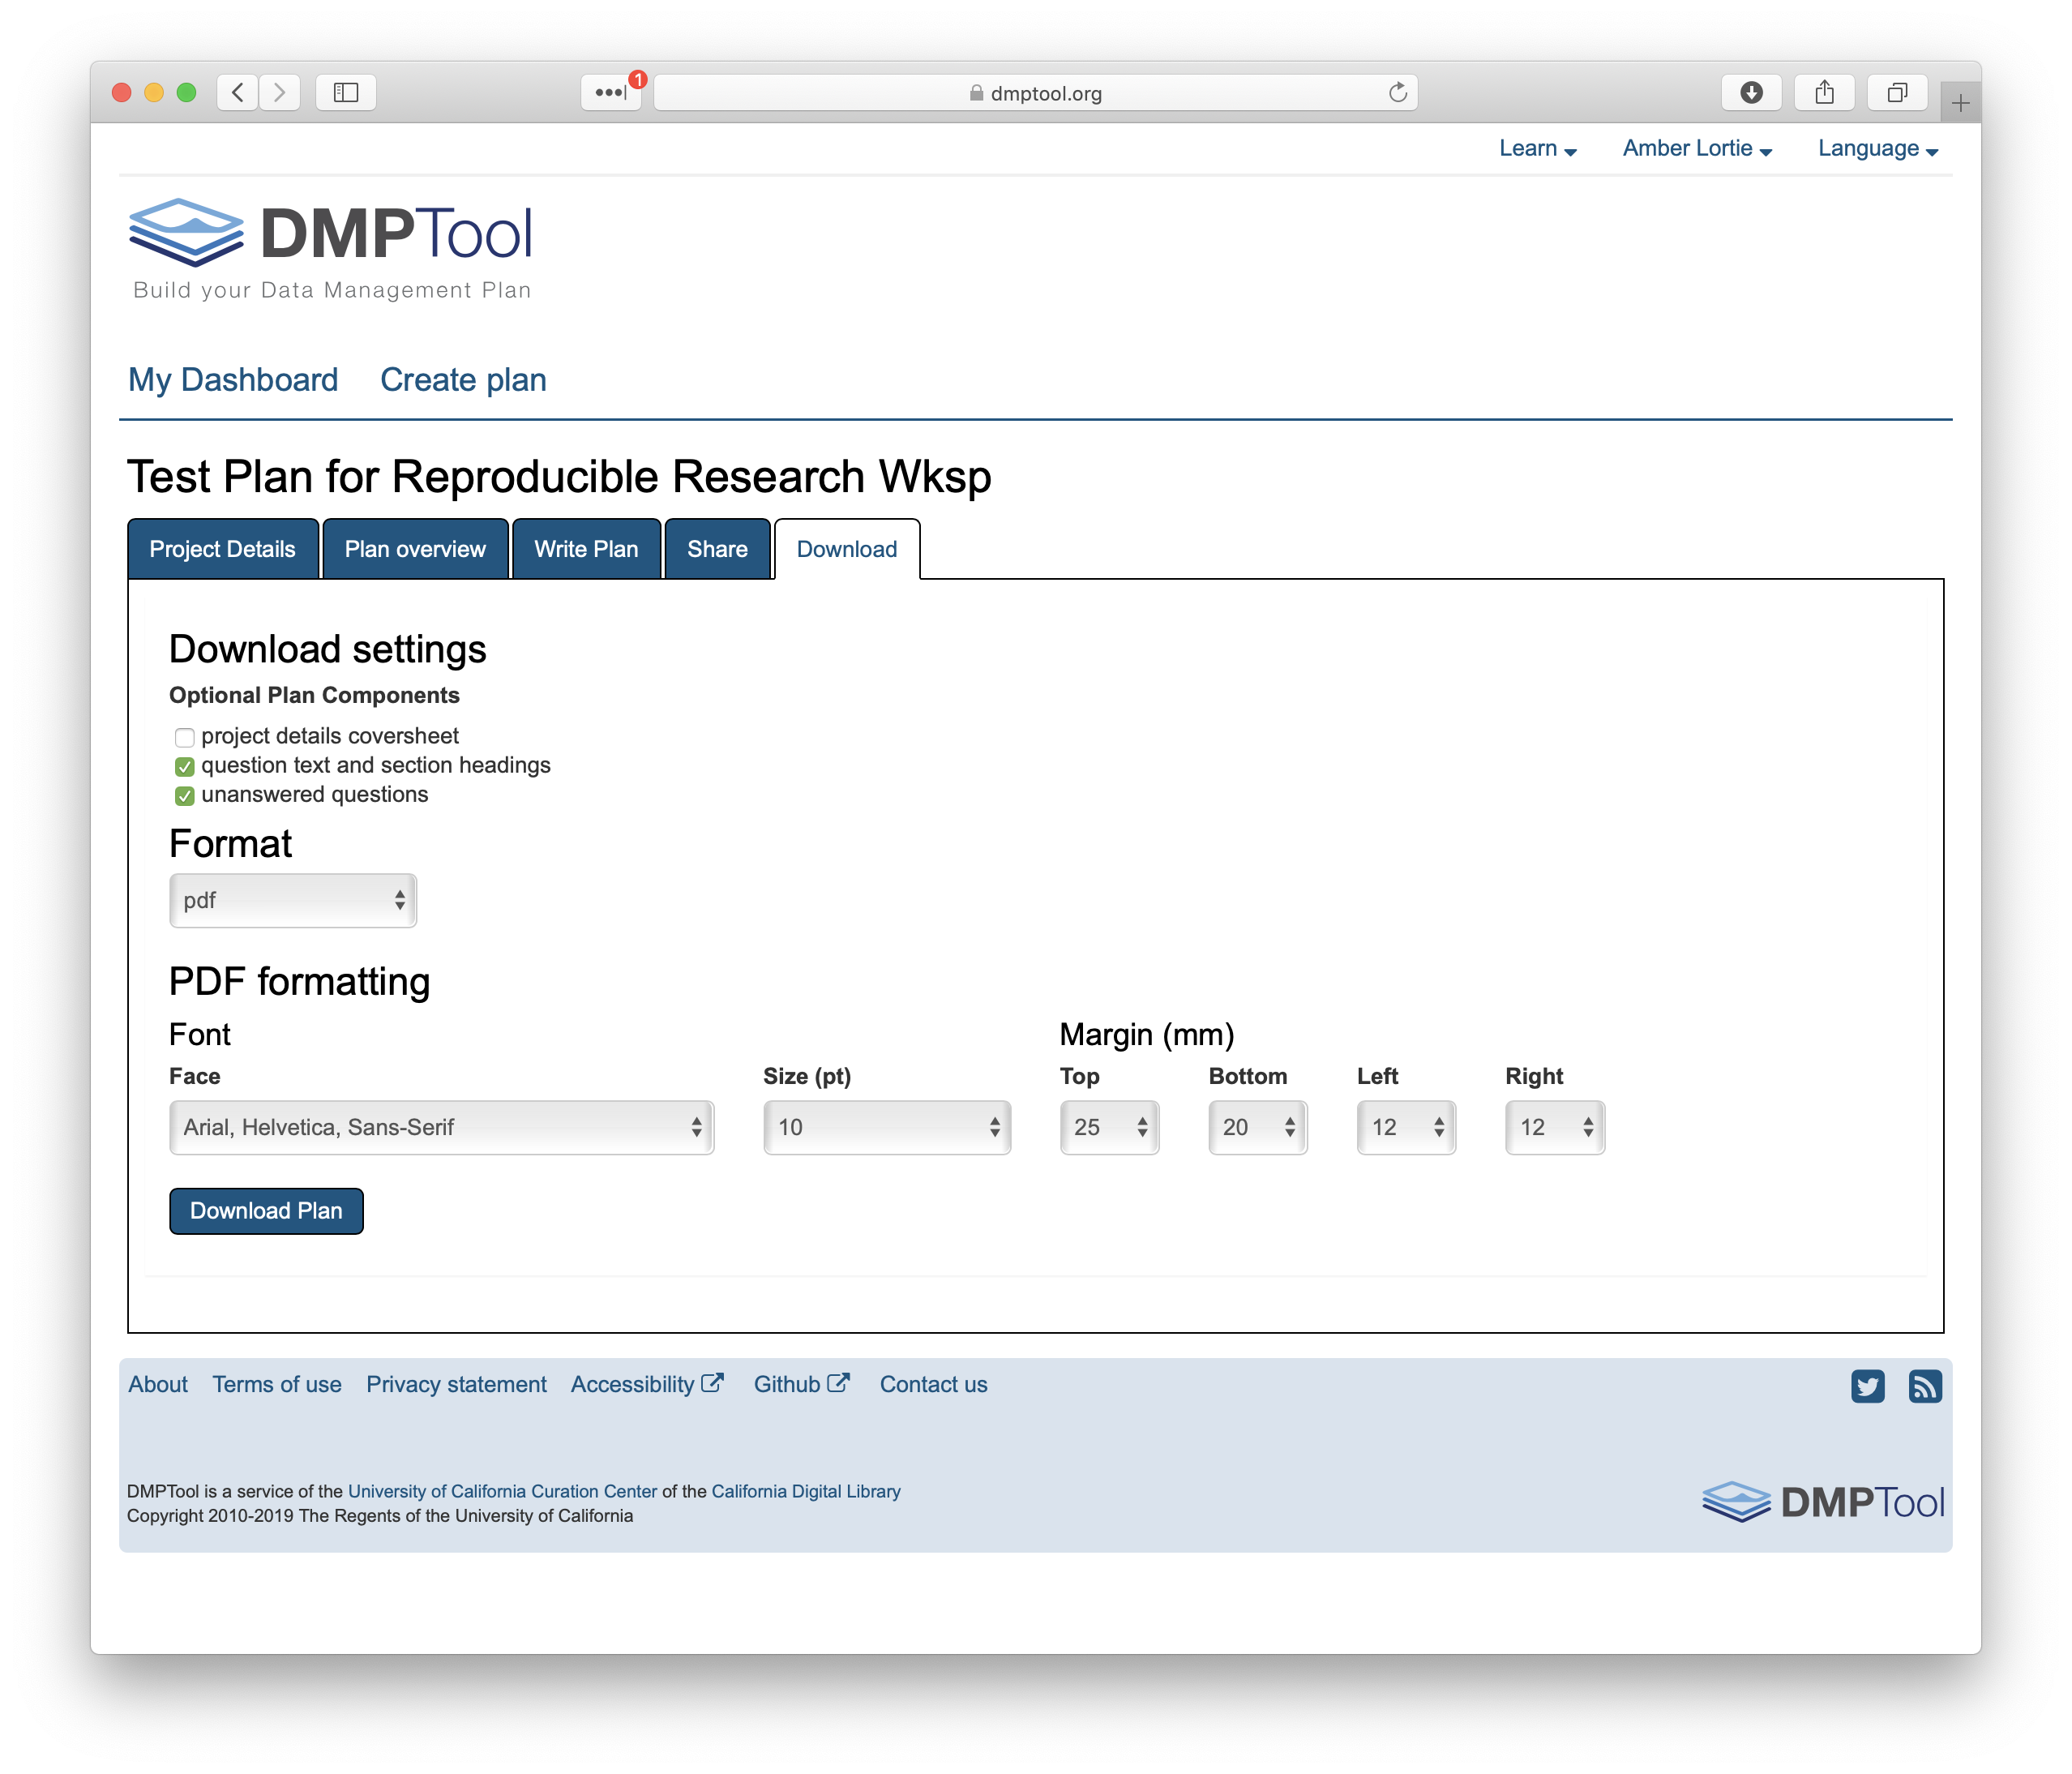 1
dmptool.org
Learn Amber Lortie Language
DMPTool
Build your Data Management Plan
My Dashboard Create plan
Test Plan for Reproducible Research Wksp
Project Details Plan overview Write Plan Share Download
Download settings
Optional Plan Components
project details coversheet
question text and section headings
unanswered questions
Format
pdf
PDF formatting
Font Margin (mm)
Face Size (pt) Top Bottom Left Right
Arial, Helvetica, Sans-Serif 10 25 20 12 12
Download Plan
About Terms of use Privacy statement Accessibility Github Contact us
DMPTool is a service of the University of California Curation Center of the California Digital Library
Copyright 2010-2019 The Regents of the University of California
DMPTool